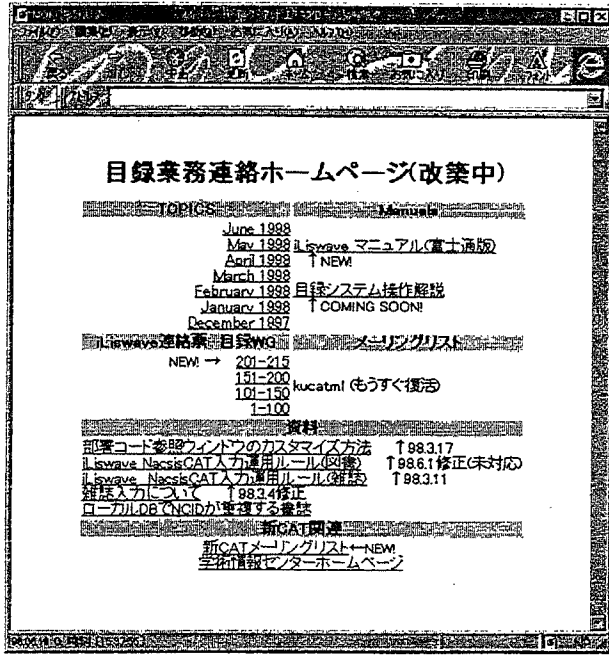 目録業務連絡ホームページ(改築中)
TOPICS
Manuals
June 1998
May 1998
April 1998
March 1998
February 1998
January 1998
December 1997
iLiswave マニュアル(富士通版)
↑NEW!
目録システム操作解説
↑COMING SOON!
iLiswave連絡票 目録WG
メーリングリスト
NEW! → 201-215
151-200
101-150
1-100
kucatml (もうすぐ復活)
資料
部署コード参照ウィンドウのカスタマイズ方法 ↑98.3.17
iLiswave NacsisCAT入力運用ルール(図書) ↑98.6.1修正(未対応)
iLiswave NacsisCAT入力運用ルール(雑誌) ↑98.3.11
雑誌入力について ↑98.3.4修正
ローカルDBでNCIDが重複する書誌
新CAT関連
新CATメーリングリスト←NEW!
学術情報センターホームページ